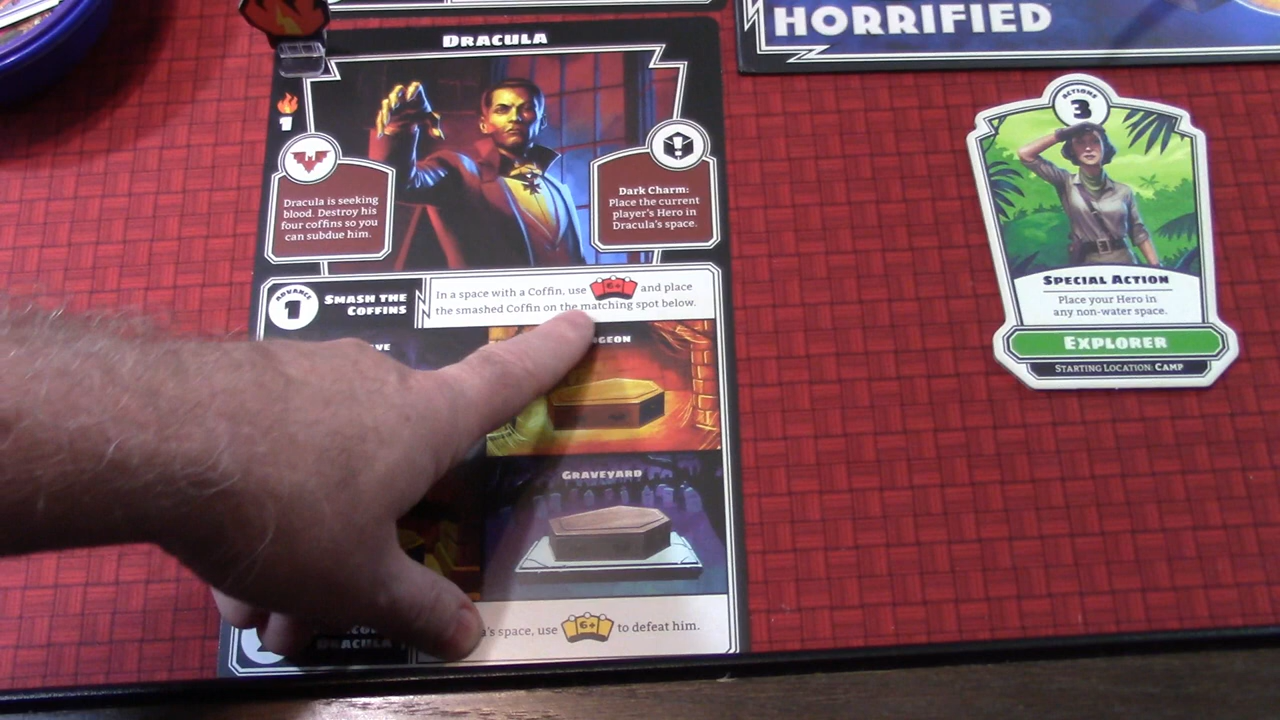 HORRIFIED
DRACULA
1
Dracula is seeking
blood. Destroy his
four coffins so you
can subdue him.
Dark Charm:
Place the current
player's Hero in
Dracula's space.
ADVANCE
1
SMASH THE
COFFINS
In a space with a Coffin, use 6+ and place
the smashed Coffin on the matching spot below.
GRAVEYARD
space, use 6+ to defeat him.
DRACULA
ACTIONS
3
SPECIAL ACTION
Place your Hero in
any non-water space.
EXPLORER
STARTING LOCATION: CAMP